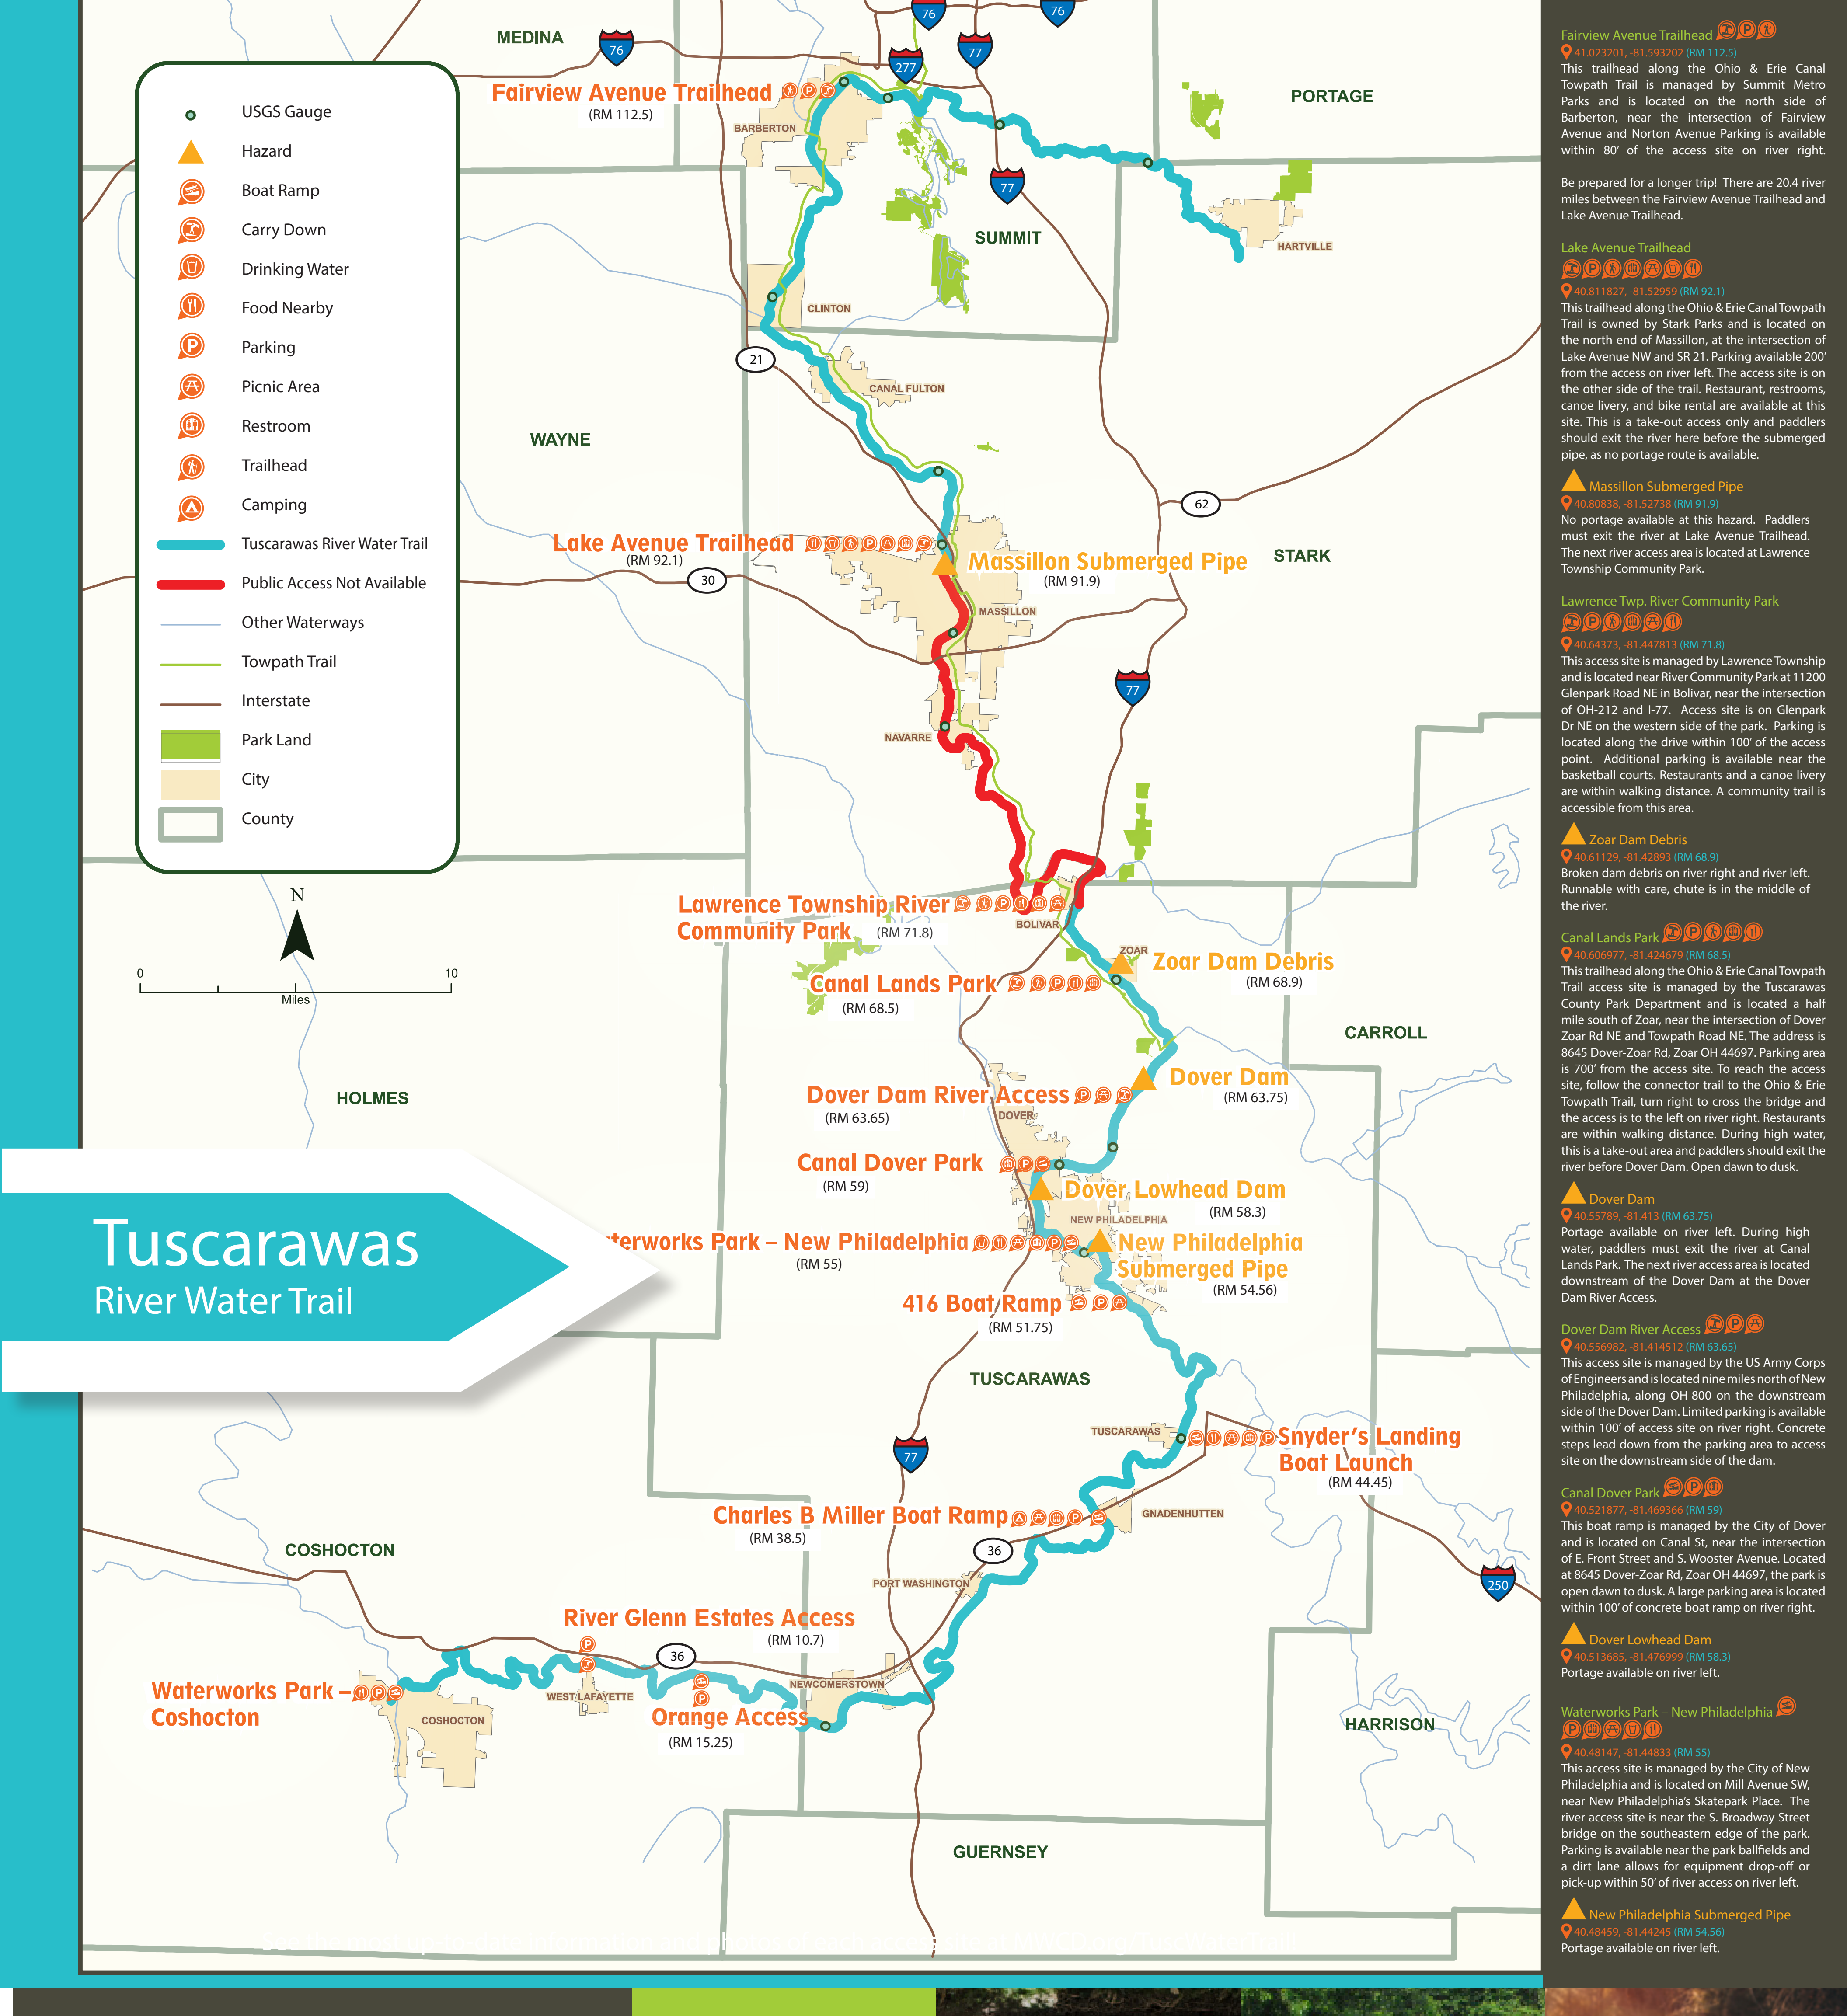 MEDINA
76
76
76
77
277
PORTAGE
Fairview Avenue Trailhead
(RM 112.5)
BARBERTON
77
SUMMIT
HARTVILLE
USGS Gauge
Hazard
Boat Ramp
Carry Down
Drinking Water
Food Nearby
Parking
Picnic Area
Restroom
Trailhead
Camping
Tuscarawas River Water Trail
Public Access Not Available
Other Waterways
Towpath Trail
Interstate
Park Land
City
County
CLINTON
21
CANAL FULTON
WAYNE
62
Lake Avenue Trailhead
(RM 92.1)
Massillon Submerged Pipe
(RM 91.9)
STARK
30
MASSILLON
77
NAVARRE
N
0
10
Miles
Lawrence Township River
Community Park
(RM 71.8)
BOLIVAR
ZOAR
Zoar Dam Debris
(RM 68.9)
Canal Lands Park
(RM 68.5)
CARROLL
HOLMES
Dover Dam
(RM 63.75)
Dover Dam River Access
(RM 63.65)
DOVER
Canal Dover Park
(RM 59)
Dover Lowhead Dam
(RM 58.3)
NEW PHILADELPHIA
terworks Park – New Philadelphia
(RM 55)
New Philadelphia
Submerged Pipe
(RM 54.56)
416 Boat Ramp
(RM 51.75)
Tuscarawas
River Water Trail
TUSCARAWAS
TUSCARAWAS
77
Snyder's Landing
Boat Launch
(RM 44.45)
Charles B Miller Boat Ramp
(RM 38.5)
GNADENHUTTEN
36
COSHOCTON
PORT WASHINGTON
250
River Glenn Estates Access
(RM 10.7)
36
Waterworks Park –
Coshocton
WEST LAFAYETTE
NEWCOMERSTOWN
Orange Access
(RM 15.25)
COSHOCTON
HARRISON
GUERNSEY
Fairview Avenue Trailhead
41.023201, -81.593202 (RM 112.5)
This trailhead along the Ohio & Erie Canal
Towpath Trail is managed by Summit Metro
Parks and is located on the north side of
Barberton, near the intersection of Fairview
Avenue and Norton Avenue Parking is available
within 80' of the access site on river right.
Be prepared for a longer trip! There are 20.4 river
miles between the Fairview Avenue Trailhead and
Lake Avenue Trailhead.
Lake Avenue Trailhead
40.811827, -81.52959 (RM 92.1)
This trailhead along the Ohio & Erie Canal Towpath
Trail is owned by Stark Parks and is located on
the north end of Massillon, at the intersection of
Lake Avenue NW and SR 21. Parking available 200'
from the access on river left. The access site is on
the other side of the trail. Restaurant, restrooms,
canoe livery, and bike rental are available at this
site. This is a take-out access only and paddlers
should exit the river here before the submerged
pipe, as no portage route is available.
Massillon Submerged Pipe
40.80838, -81.52738 (RM 91.9)
No portage available at this hazard. Paddlers
must exit the river at Lake Avenue Trailhead.
The next river access area is located at Lawrence
Township Community Park.
Lawrence Twp. River Community Park
40.64373, -81.447813 (RM 71.8)
This access site is managed by Lawrence Township
and is located near River Community Park at 11200
Glenpark Road NE in Bolivar, near the intersection
of OH-212 and I-77. Access site is on Glenpark
Dr NE on the western side of the park. Parking is
located along the drive within 100' of the access
point. Additional parking is available near the
basketball courts. Restaurants and a canoe livery
are within walking distance. A community trail is
accessible from this area.
Zoar Dam Debris
40.61129, -81.42893 (RM 68.9)
Broken dam debris on river right and river left.
Runnable with care, chute is in the middle of
the river.
Canal Lands Park
40.606977, -81.424679 (RM 68.5)
This trailhead along the Ohio & Erie Canal Towpath
Trail access site is managed by the Tuscarawas
County Park Department and is located a half
mile south of Zoar, near the intersection of Dover
Zoar Rd NE and Towpath Road NE. The address is
8645 Dover-Zoar Rd, Zoar OH 44697. Parking area
is 700' from the access site. To reach the access
site, follow the connector trail to the Ohio & Erie
Towpath Trail, turn right to cross the bridge and
the access is to the left on river right. Restaurants
are within walking distance. During high water,
this is a take-out area and paddlers should exit the
river before Dover Dam. Open dawn to dusk.
Dover Dam
40.55789, -81.413 (RM 63.75)
Portage available on river left. During high
water, paddlers must exit the river at Canal
Lands Park. The next river access area is located
downstream of the Dover Dam at the Dover
Dam River Access.
Dover Dam River Access
40.556982, -81.414512 (RM 63.65)
This access site is managed by the US Army Corps
of Engineers and is located nine miles north of New
Philadelphia, along OH-800 on the downstream
side of the Dover Dam. Limited parking is available
within 100' of access site on river right. Concrete
steps lead down from the parking area to access
site on the downstream side of the dam.
Canal Dover Park
40.521877, -81.469366 (RM 59)
This boat ramp is managed by the City of Dover
and is located on Canal St, near the intersection
of E. Front Street and S. Wooster Avenue. Located
at 8645 Dover-Zoar Rd, Zoar OH 44697, the park is
open dawn to dusk. A large parking area is located
within 100' of concrete boat ramp on river right.
Dover Lowhead Dam
40.513685, -81.476999 (RM 58.3)
Portage available on river left.
Waterworks Park – New Philadelphia
40.48147, -81.44833 (RM 55)
This access site is managed by the City of New
Philadelphia and is located on Mill Avenue SW,
near New Philadelphia's Skatepark Place. The
river access site is near the S. Broadway Street
bridge on the southeastern edge of the park.
Parking is available near the park ballfields and
a dirt lane allows for equipment drop-off or
pick-up within 50' of river access on river left.
New Philadelphia Submerged Pipe
40.48459, -81.44245 (RM 54.56)
Portage available on river left.